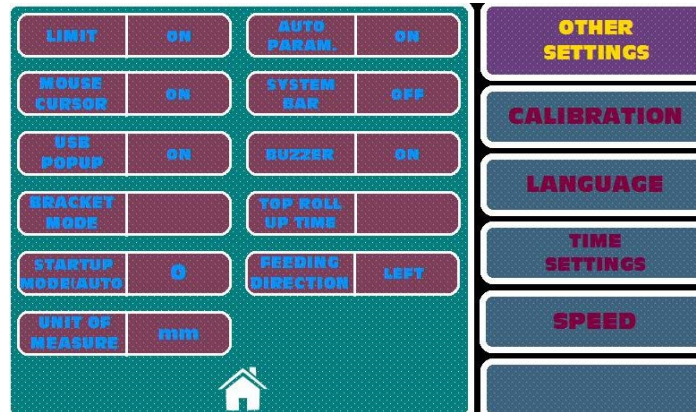 LIMIT
ON
AUTO
PARAM.
ON
MOUSE
CURSOR
ON
SYSTEM
BAR
OFF
USB
POPUP
ON
BUZZER
ON
BRACKET
MODE
TOP ROLL
UP TIME
STARTUP
MODE(AUTO
0
FEEDING
DIRECTION
LEFT
UNIT OF
MEASURE
mm
OTHER
SETTINGS
CALIBRATION
LANGUAGE
TIME
SETTINGS
SPEED